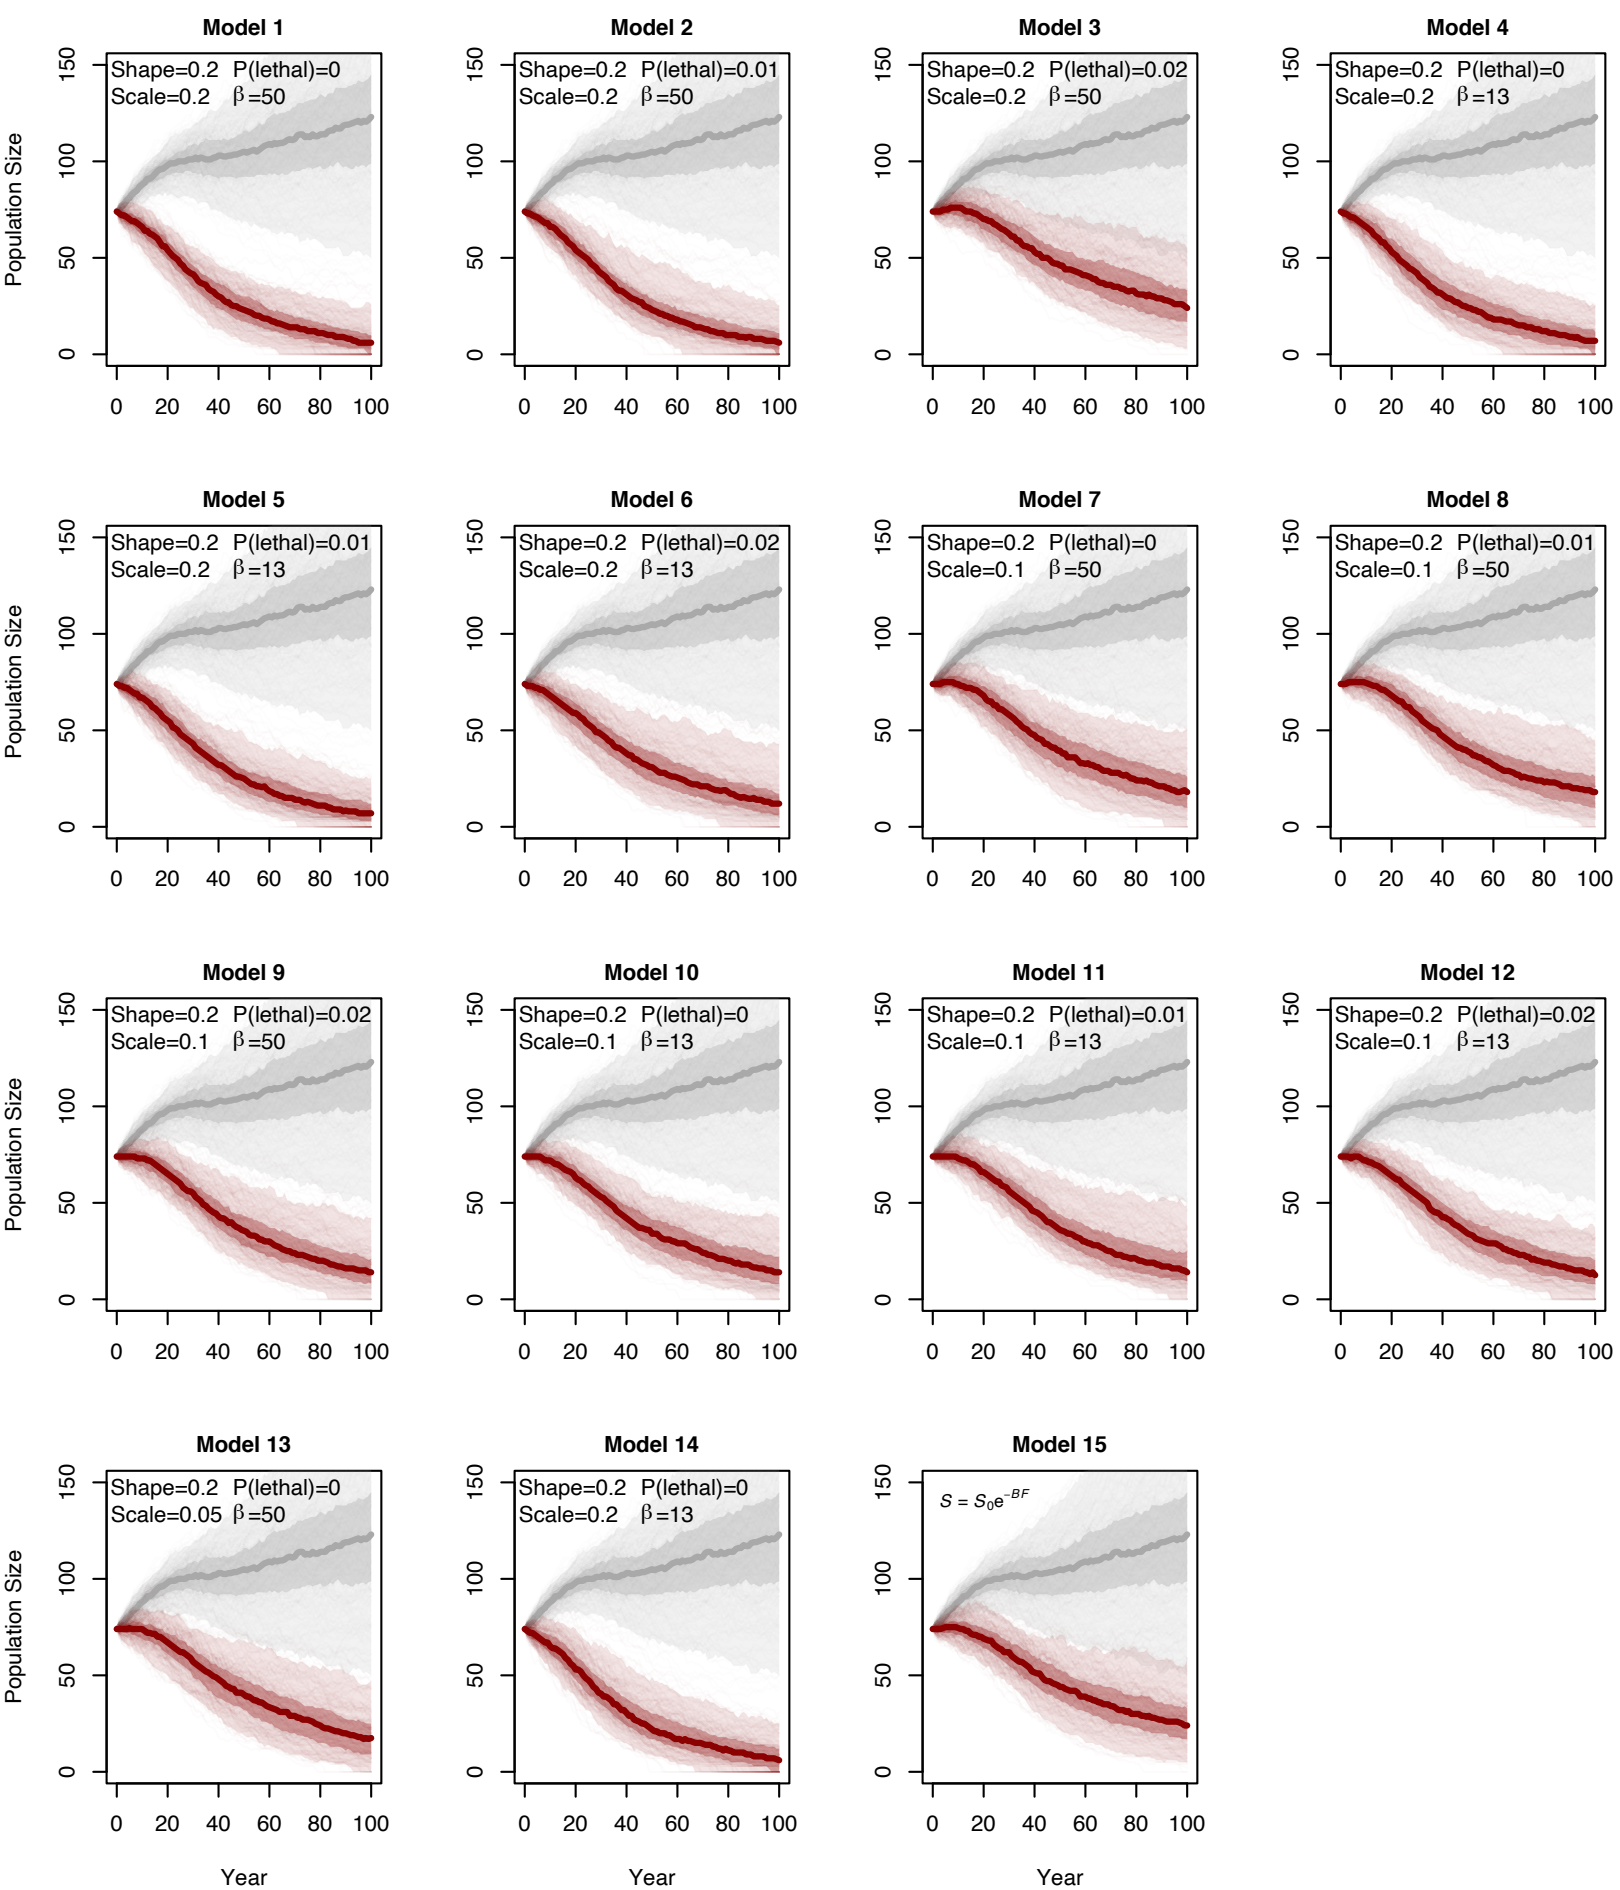 Model 1
Model 2
Model 3
Model 4
Shape=0.2 P(lethal)=0
Scale=0.2 β=50
Shape=0.2 P(lethal)=0.01
Scale=0.2 β=50
Shape=0.2 P(lethal)=0.02
Scale=0.2 β=50
Shape=0.2 P(lethal)=0
Scale=0.2 β=13
Population Size
150
100
50
0
0 20 40 60 80 100
150
100
50
0
0 20 40 60 80 100
150
100
50
0
0 20 40 60 80 100
150
100
50
0
0 20 40 60 80 100
Model 5
Model 6
Model 7
Model 8
Shape=0.2 P(lethal)=0.01
Scale=0.2 β=13
Shape=0.2 P(lethal)=0.02
Scale=0.2 β=13
Shape=0.2 P(lethal)=0
Scale=0.1 β=50
Shape=0.2 P(lethal)=0.01
Scale=0.1 β=50
Population Size
150
100
50
0
0 20 40 60 80 100
150
100
50
0
0 20 40 60 80 100
150
100
50
0
0 20 40 60 80 100
150
100
50
0
0 20 40 60 80 100
Model 9
Model 10
Model 11
Model 12
Shape=0.2 P(lethal)=0.02
Scale=0.1 β=50
Shape=0.2 P(lethal)=0
Scale=0.1 β=13
Shape=0.2 P(lethal)=0.01
Scale=0.1 β=13
Shape=0.2 P(lethal)=0.02
Scale=0.1 β=13
Population Size
150
100
50
0
0 20 40 60 80 100
150
100
50
0
0 20 40 60 80 100
150
100
50
0
0 20 40 60 80 100
150
100
50
0
0 20 40 60 80 100
Model 13
Model 14
Model 15
Shape=0.2 P(lethal)=0
Scale=0.05 β=50
Shape=0.2 P(lethal)=0
Scale=0.2 β=13
S = S₀e⁻ᴮᶠ
Population Size
150
100
50
0
0 20 40 60 80 100
150
100
50
0
0 20 40 60 80 100
150
100
50
0
0 20 40 60 80 100
Year
Year
Year